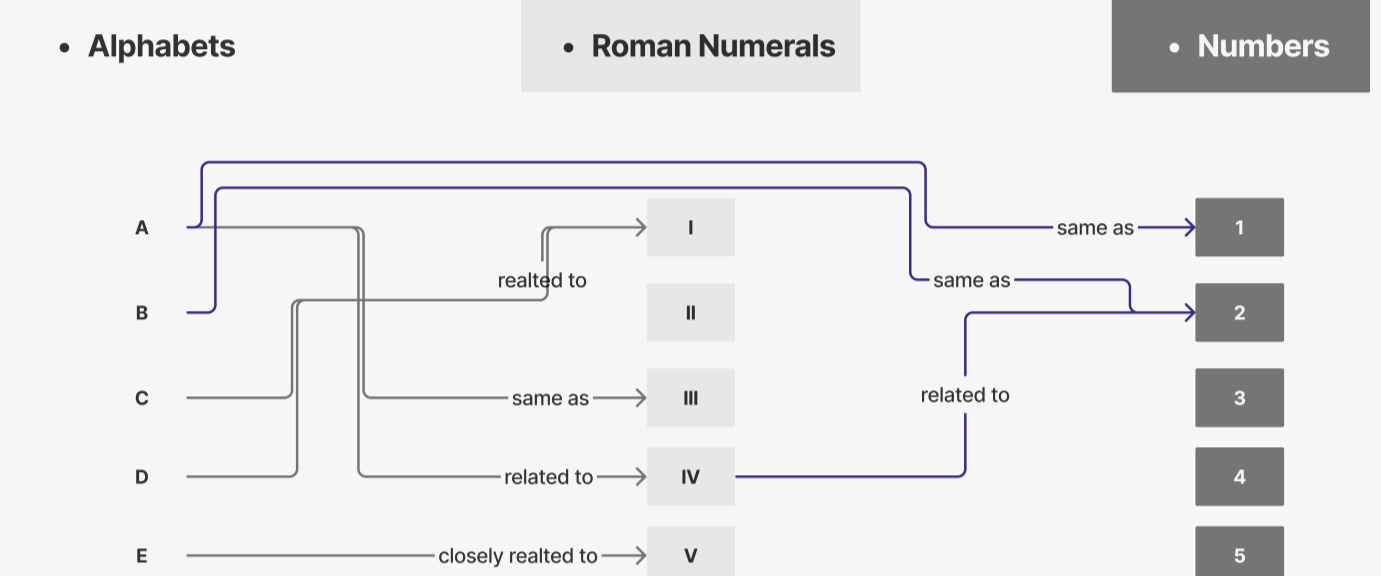 • Alphabets
• Roman Numerals
• Numbers
A
I
same as
1
realted to
same as
B
II
2
C
same as
III
related to
3
D
related to
IV
4
E
closely realted to
V
5